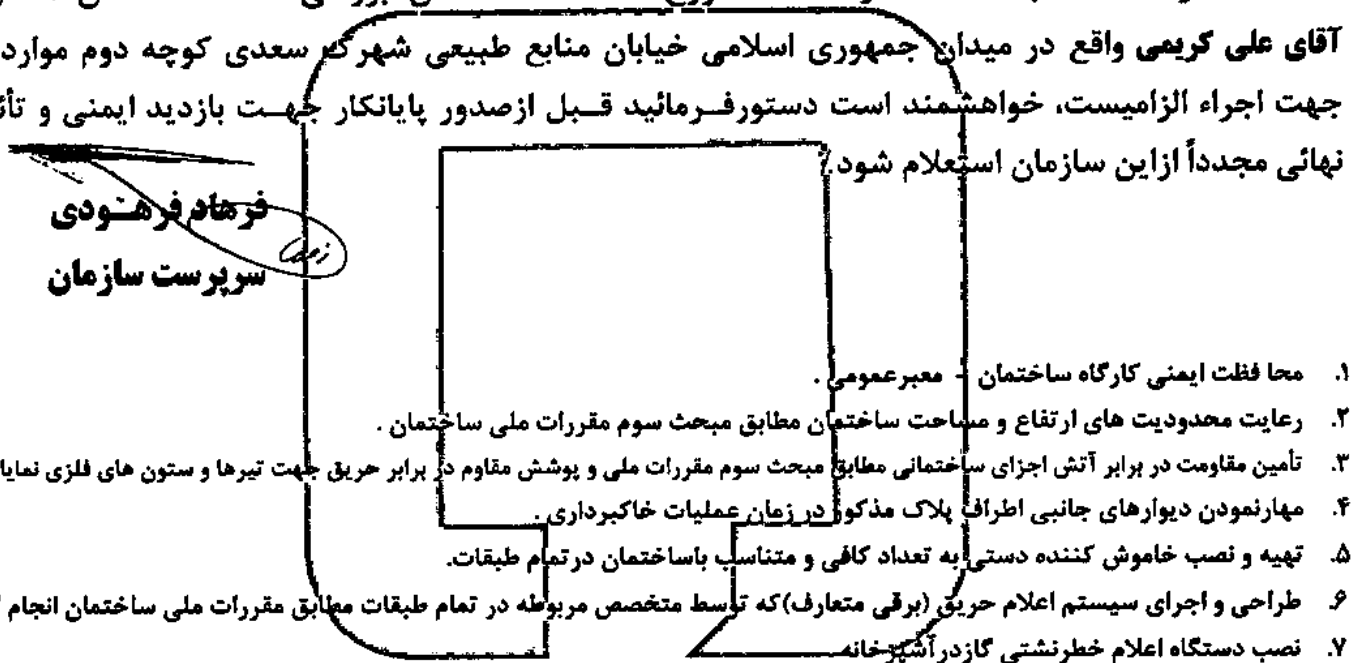 آقای علی کریمی واقع در میدان جمهوری اسلامی خیابان منابع طبیعی شهرک سعدی کوچه دوم موارد
جهت اجراء الزامیست، خواهشمند است دستورفـرمائید قـبل ازصدور پایانکار جهـت بازدید ایمنی و
نهائی مجدداً ازاین سازمان استعلام شود./
فرهاد فرهـنودی
سرپرست سازمان
۱. محا فظت ایمنی کارگاه ساختمان - معبرعمومی .
۲. رعایت محدودیت های ارتفاع و مساحت ساختمان مطابق مبحث سوم مقررات ملی ساختمان .
۳. تأمین مقاومت در برابر آتش اجزای ساختمانی مطابق مبحث سوم مقررات ملی و پوشش مقاوم در برابر حریق جهت تیرها و ستون های فلزی
۴. مهارنمودن دیوارهای جانبی اطراف پلاک مذکور در زمان عملیات خاکبرداری .
۵. تهیه و نصب خاموش کننده دستی به تعداد کافی و متناسب باساختمان درتمام طبقات.
۶. طراحی و اجرای سیستم اعلام حریق (برقی متعارف)که توسط متخصص مربوطه در تمام طبقات مطابق مقررات ملی ساختمان انجام
۷. نصب دستگاه اعلام خطرنشتی گازدرآشپزخانه